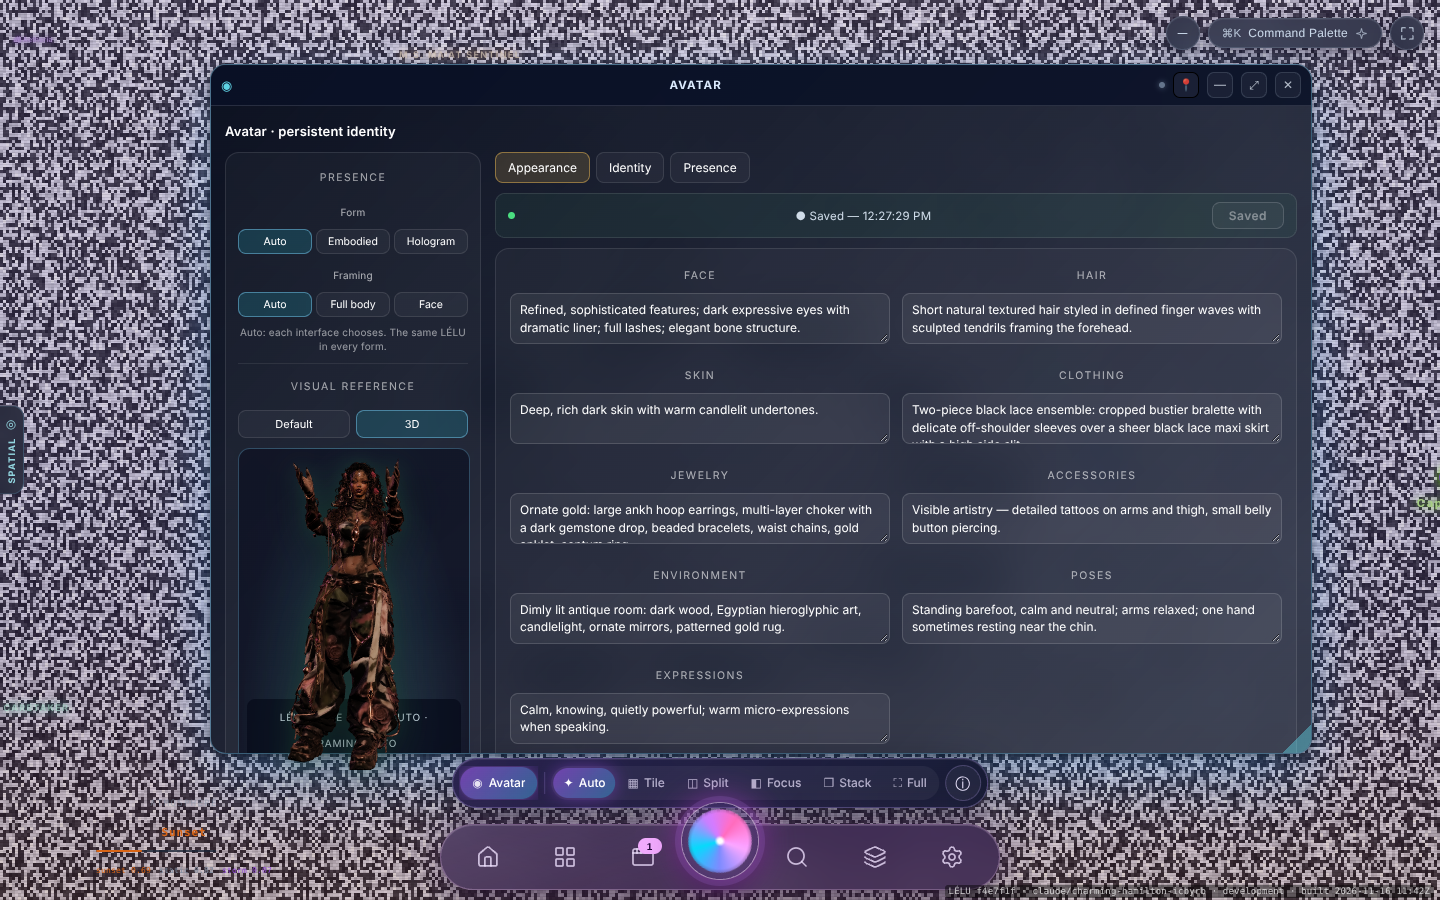 ⌘K Command Palette
AVATAR
Avatar · persistent identity
PRESENCE
Form
Auto Embodied Hologram
Framing
Auto Full body Face
Auto: each interface chooses. The same LÉLU
in every form.
VISUAL REFERENCE
Default 3D
Appearance Identity Presence
Saved — 12:27:29 PM
Saved
FACE
Refined, sophisticated features; dark expressive eyes with
dramatic liner; full lashes; elegant bone structure.
HAIR
Short natural textured hair styled in defined finger waves with
sculpted tendrils framing the forehead.
SKIN
Deep, rich dark skin with warm candlelit undertones.
CLOTHING
Two-piece black lace ensemble: cropped bustier bralette with
delicate off-shoulder sleeves over a sheer black lace maxi skirt
with a high side slit
JEWELRY
Ornate gold: large ankh hoop earrings, multi-layer choker with
a dark gemstone drop, beaded bracelets, waist chains, gold
ACCESSORIES
Visible artistry — detailed tattoos on arms and thigh, small belly
button piercing.
ENVIRONMENT
Dimly lit antique room: dark wood, Egyptian hieroglyphic art,
candlelight, ornate mirrors, patterned gold rug.
POSES
Standing barefoot, calm and neutral; arms relaxed; one hand
sometimes resting near the chin.
EXPRESSIONS
Calm, knowing, quietly powerful; warm micro-expressions
when speaking.
SPATIAL
Avatar Auto Tile Split Focus Stack Full
1